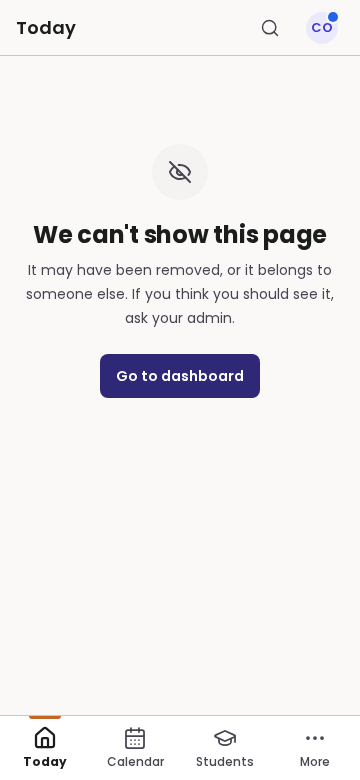 Today
CO
We can't show this page
It may have been removed, or it belongs to
someone else. If you think you should see it,
ask your admin.
Go to dashboard
Today
Calendar
Students
More